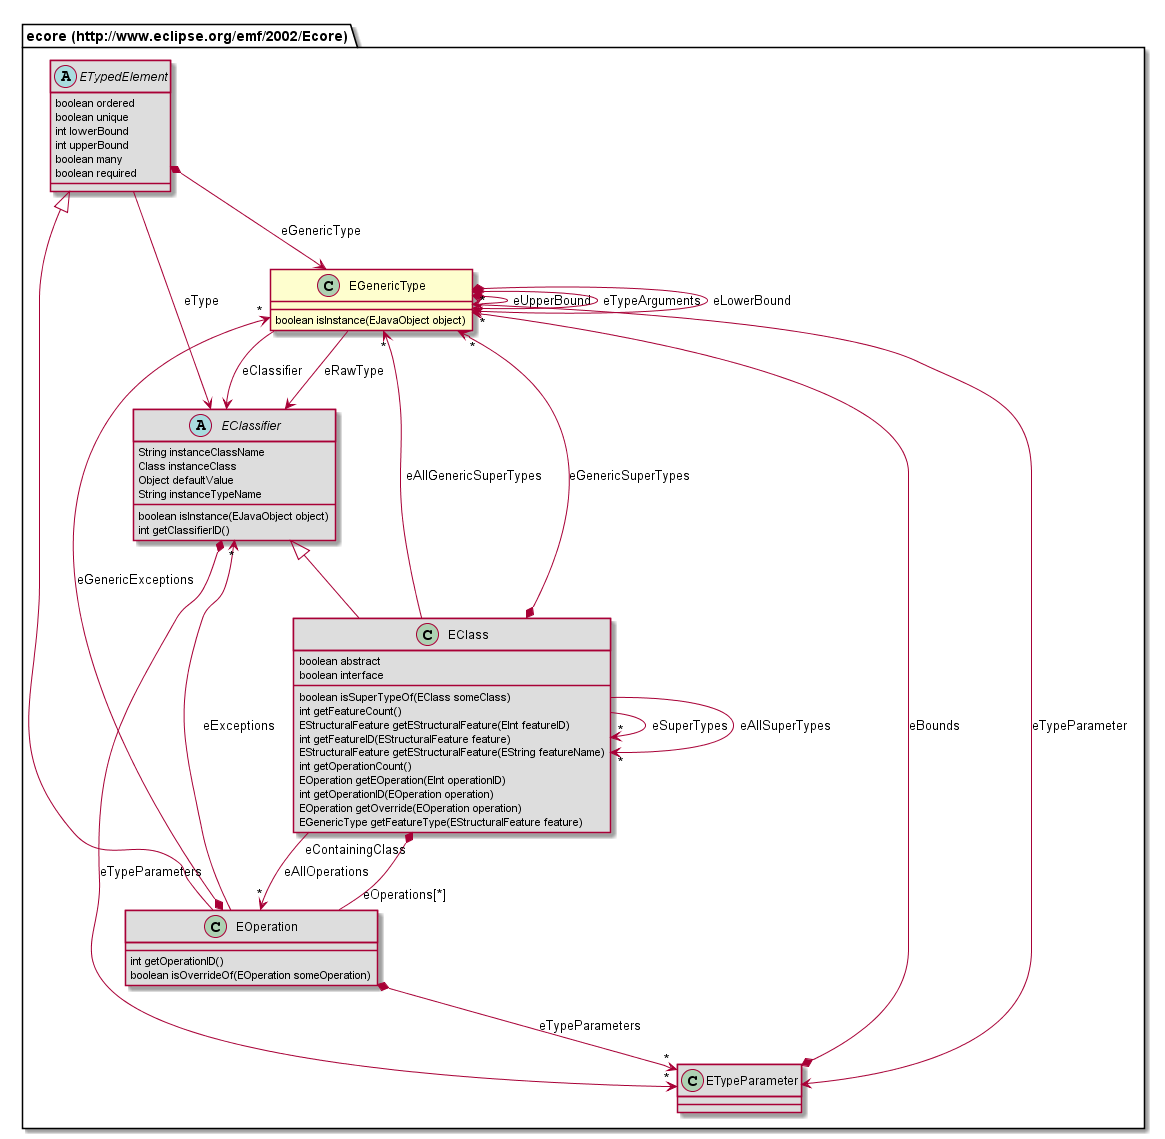 ecore (http://www.eclipse.org/emf/2002/Ecore)
A ETypedElement
boolean ordered
boolean unique
int lowerBound
int upperBound
boolean many
boolean required
eGenericType
eType
C EGenericType
boolean isInstance(EJavaObject object)
*
* eUpperBound
eTypeArguments
eLowerBound
*
*
*
eClassifier
eRawType
A EClassifier
String instanceClassName
Class instanceClass
Object defaultValue
String instanceTypeName
boolean isInstance(EJavaObject object)
int getClassifierID()
*
eAllGenericSuperTypes
eGenericSuperTypes
eGenericExceptions
C EClass
boolean abstract
boolean interface
boolean isSuperTypeOf(EClass someClass)
int getFeatureCount()
EStructuralFeature getEStructuralFeature(EInt featureID)
int getFeatureID(EStructuralFeature feature)
EStructuralFeature getEStructuralFeature(EString featureName)
int getOperationCount()
EOperation getEOperation(EInt operationID)
int getOperationID(EOperation operation)
EOperation getOverride(EOperation operation)
EGenericType getFeatureType(EStructuralFeature feature)
* eSuperTypes
eAllSuperTypes
*
eExceptions
eBounds
eTypeParameter
eContainingClass
eTypeParameters
eAllOperations
*
eOperations[*]
C EOperation
int getOperationID()
boolean isOverrideOf(EOperation someOperation)
eTypeParameters
*
*
C ETypeParameter